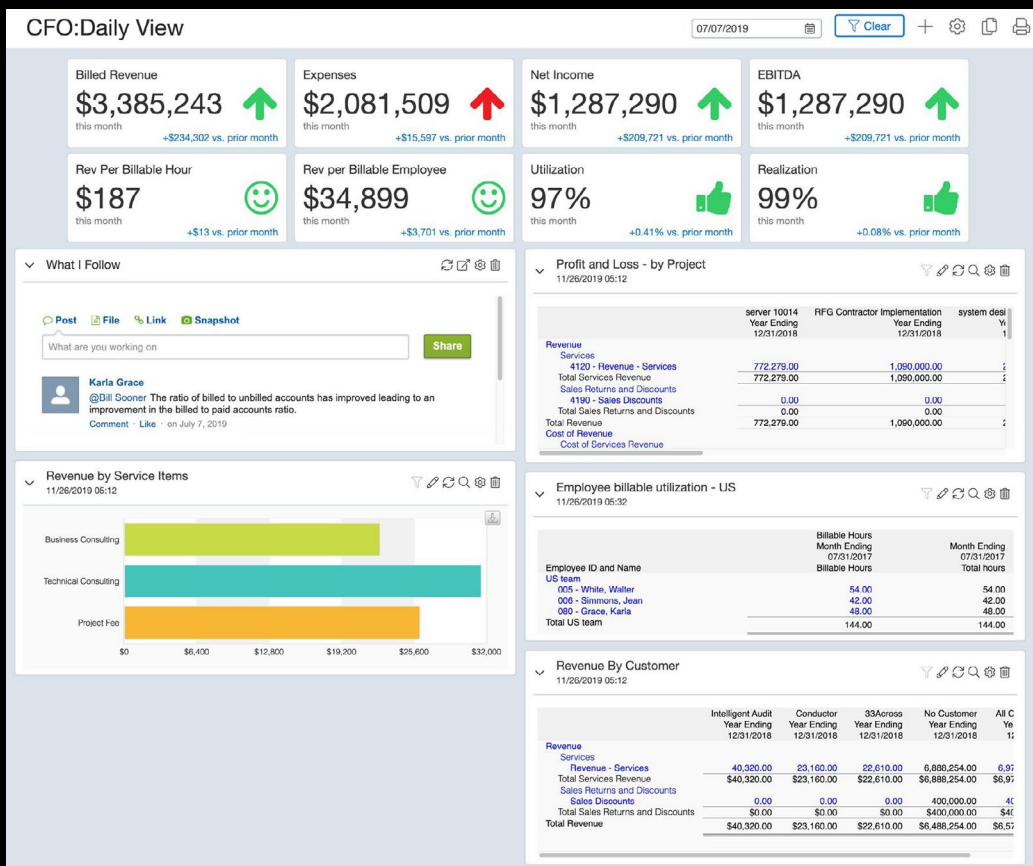 CFO:Daily View
07/07/2019
Clear
Billed Revenue
$3,385,243
this month
+$234,302 vs. prior month
Expenses
$2,081,509
this month
+$15,597 vs. prior month
Net Income
$1,287,290
this month
+$209,721 vs. prior month
EBITDA
$1,287,290
this month
+$209,721 vs. prior month
Rev Per Billable Hour
$187
this month
+$13 vs. prior month
Rev per Billable Employee
$34,899
this month
+$3,701 vs. prior month
Utilization
97%
this month
+0.41% vs. prior month
Realization
99%
this month
+0.08% vs. prior month
What I Follow
Post File Link Snapshot
What are you working on
Share
Karla Grace
@Bill Sooner The ratio of billed to unbilled accounts has improved leading to an
improvement in the billed to paid accounts ratio.
Comment · Like · on July 7, 2019
Revenue by Service Items
11/26/2019 05:12
Business Consulting
Technical Consulting
Project Fee
$0 $6,400 $12,800 $19,200 $25,600 $32,000
Profit and Loss - by Project
11/26/2019 05:12
server 10014 RFG Contractor Implementation system desi
Year Ending Year Ending
12/31/2018 12/31/2018
Revenue
Services
4120 - Revenue - Services 772,279.00 1,090,000.00
Total Services Revenue 772,279.00 1,090,000.00
Sales Returns and Discounts
4190 - Sales Discounts 0.00 0.00
Total Sales Returns and Discounts 0.00 0.00
Total Revenue 772,279.00 1,090,000.00
Cost of Revenue
Cost of Services Revenue
Employee billable utilization - US
11/26/2019 05:32
Billable Hours
Month Ending Month Ending
07/31/2017 07/31/2017
Employee ID and Name Billable Hours Total hours
US team
005 - White, Walter 54.00 54.00
006 - Simmons, Jean 42.00 42.00
080 - Grace, Karla 48.00 48.00
Total US team 144.00 144.00
Revenue By Customer
11/26/2019 05:12
Intelligent Audit Conductor 33Across No Customer All C
Year Ending Year Ending Year Ending Year Ending Ye
12/31/2018 12/31/2018 12/31/2018 12/31/2018
Revenue
Services
Revenue - Services 40,320.00 23,160.00 22,610.00 6,888,254.00 6,97
Total Services Revenue $40,320.00 $23,160.00 $22,610.00 $6,888,254.00 $6,97
Sales Returns and Discounts
Sales Discounts 0.00 0.00 0.00 400,000.00 40
Total Sales Returns and Discounts $0.00 $0.00 $0.00 $400,000.00 $40
Total Revenue $40,320.00 $23,160.00 $22,610.00 $6,488,254.00 $6,57